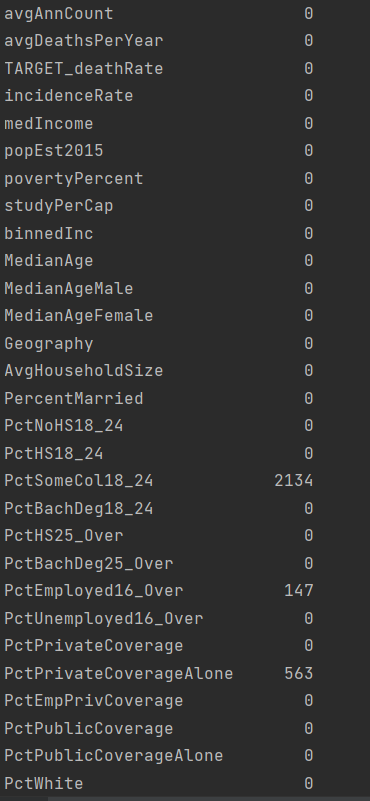 avgAnnCount 0
avgDeathsPerYear 0
TARGET_deathRate 0
incidenceRate 0
medIncome 0
popEst2015 0
povertyPercent 0
studyPerCap 0
binnedInc 0
MedianAge 0
MedianAgeMale 0
MedianAgeFemale 0
Geography 0
AvgHouseholdSize 0
PercentMarried 0
PctNoHS18_24 0
PctHS18_24 0
PctSomeCol18_24 2134
PctBachDeg18_24 0
PctHS25_Over 0
PctBachDeg25_Over 0
PctEmployed16_Over 147
PctUnemployed16_Over 0
PctPrivateCoverage 0
PctPrivateCoverageAlone 563
PctEmpPrivCoverage 0
PctPublicCoverage 0
PctPublicCoverageAlone 0
PctWhite 0